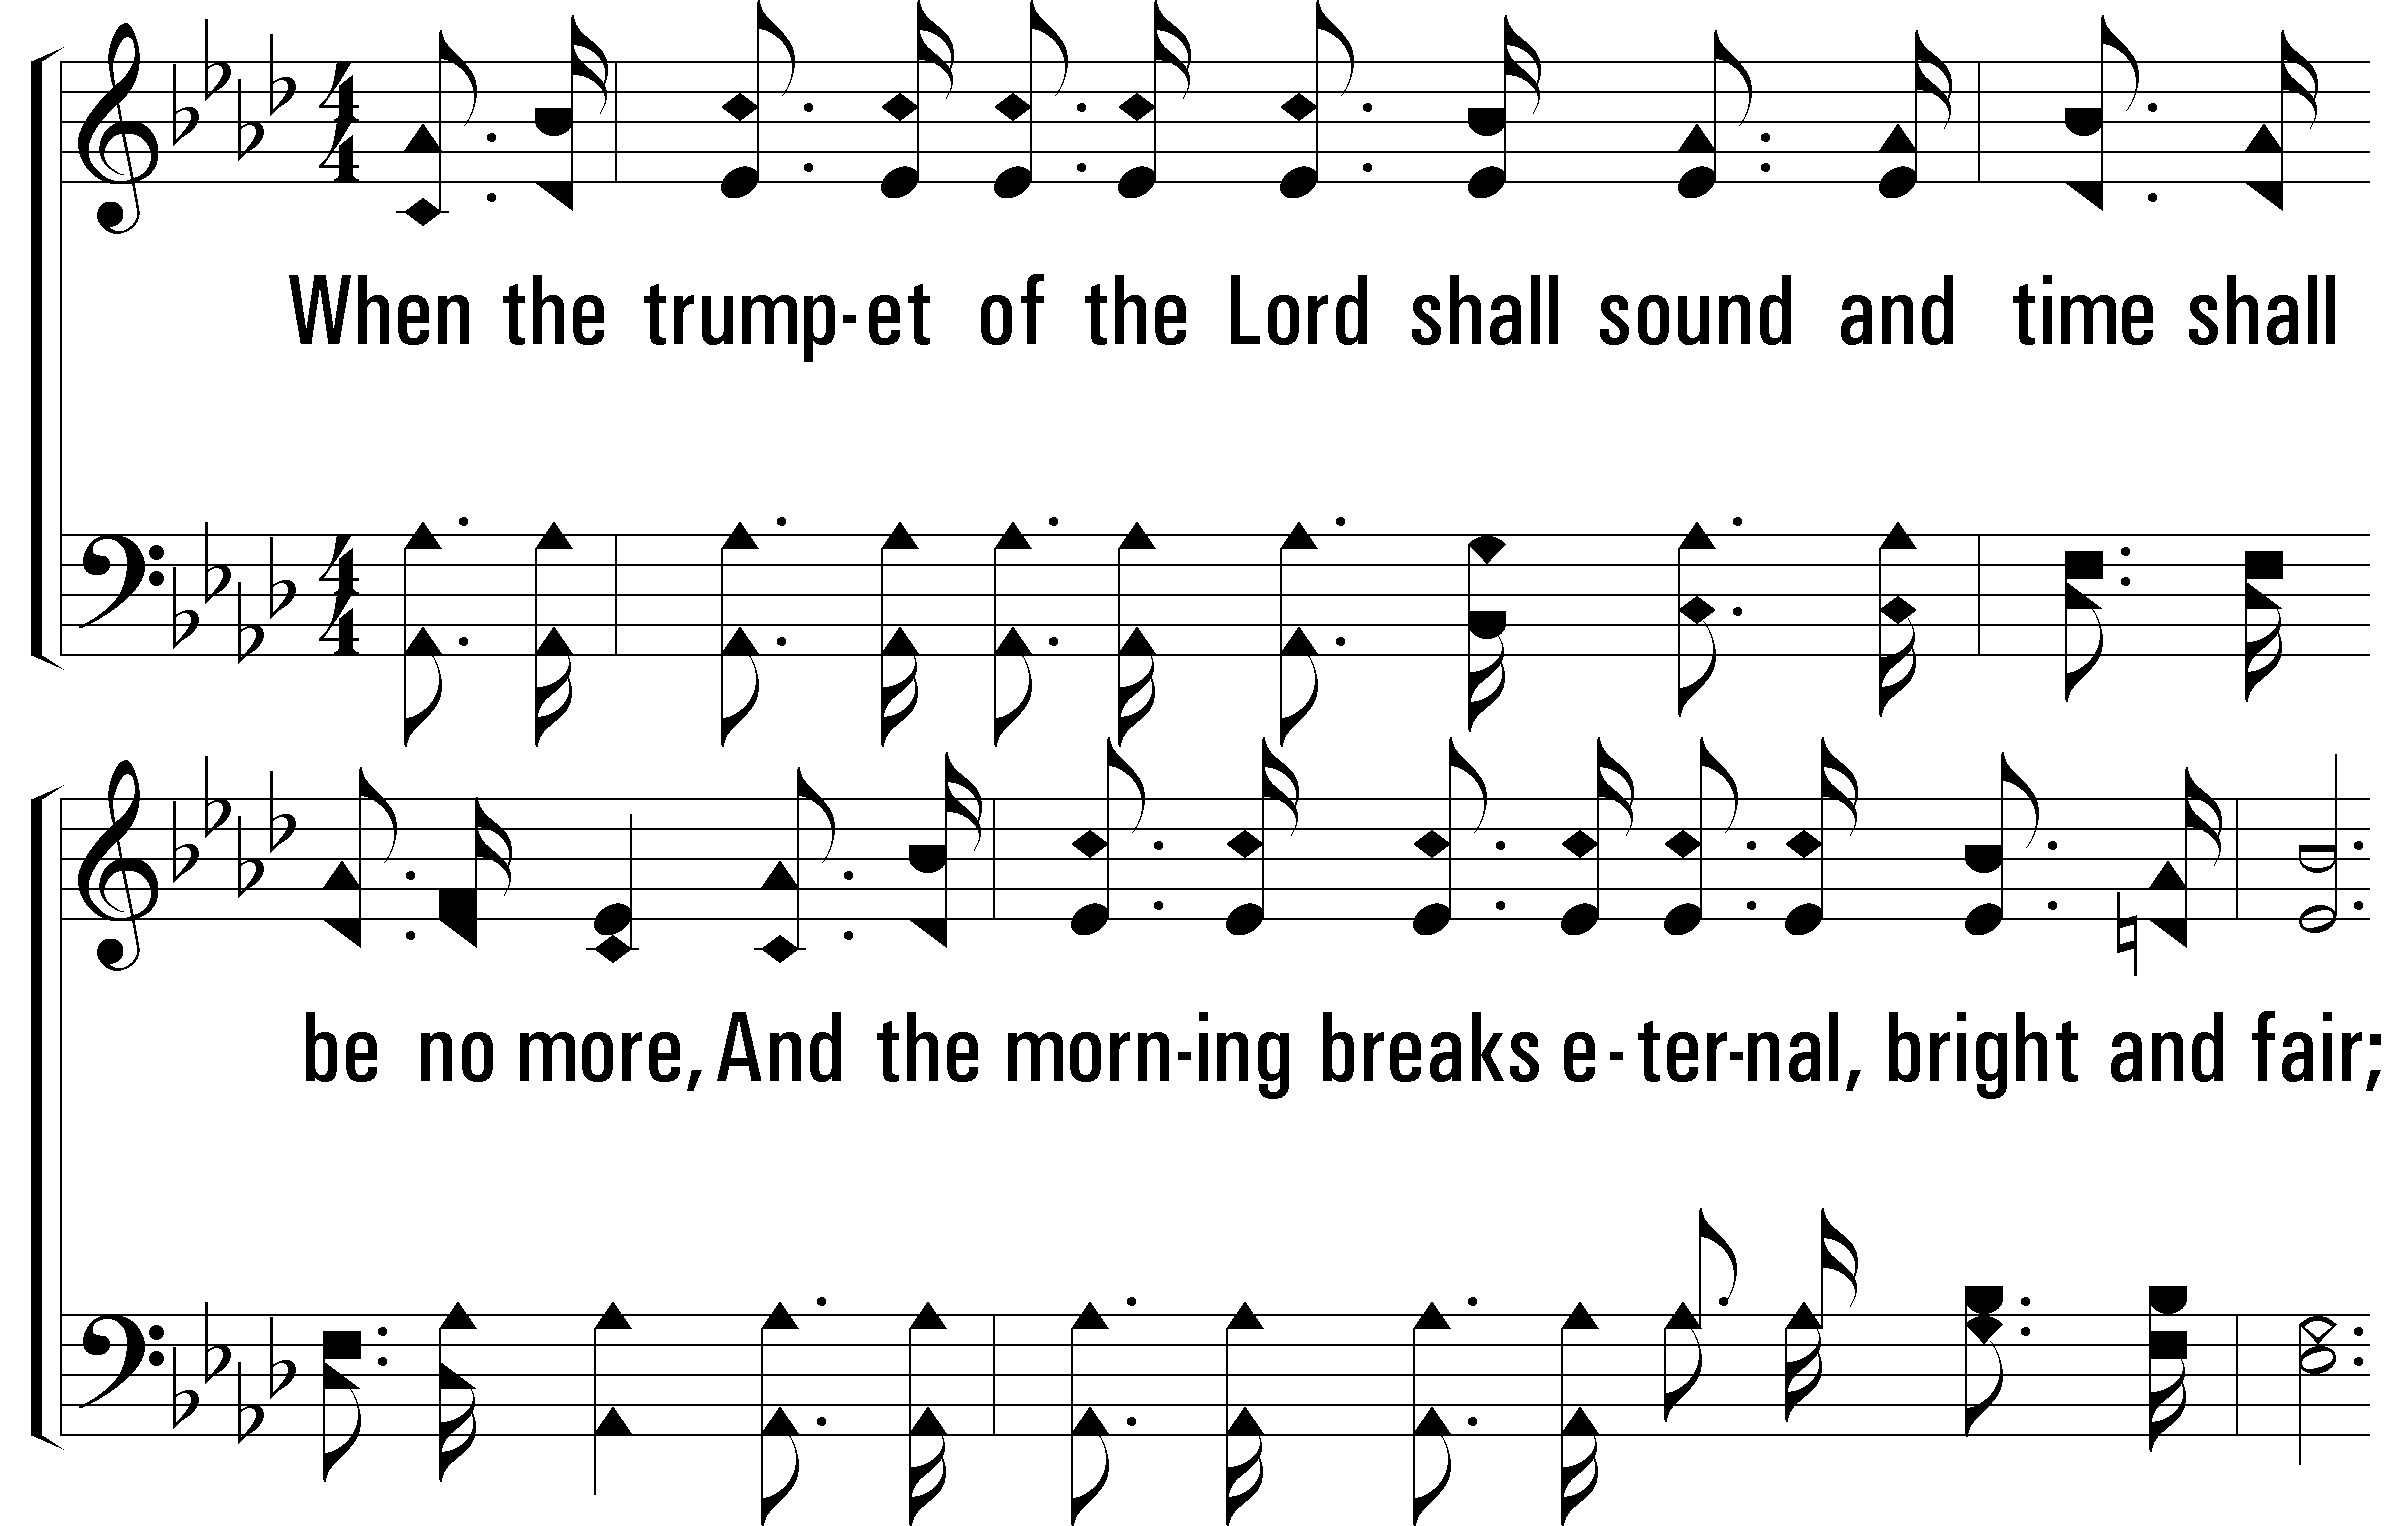 When the trump-et of the Lord shall sound and time shall
be no more, And the morn-ing breaks e-ter-nal, bright and fair;